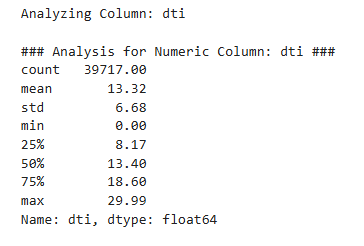 Analyzing Column: dti
### Analysis for Numeric Column: dti ###
count   39717.00
mean       13.32
std         6.68
min         0.00
25%         8.17
50%        13.40
75%        18.60
max        29.99
Name: dti, dtype: float64